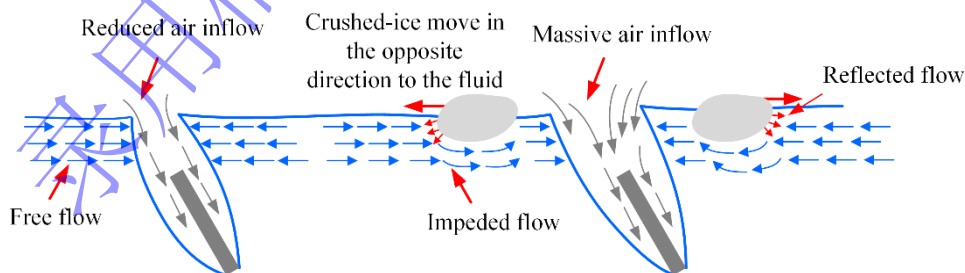 Reduced air inflow
Crushed-ice move in
the opposite
direction to the fluid
Massive air inflow
Reflected flow
Free flow
Impeded flow